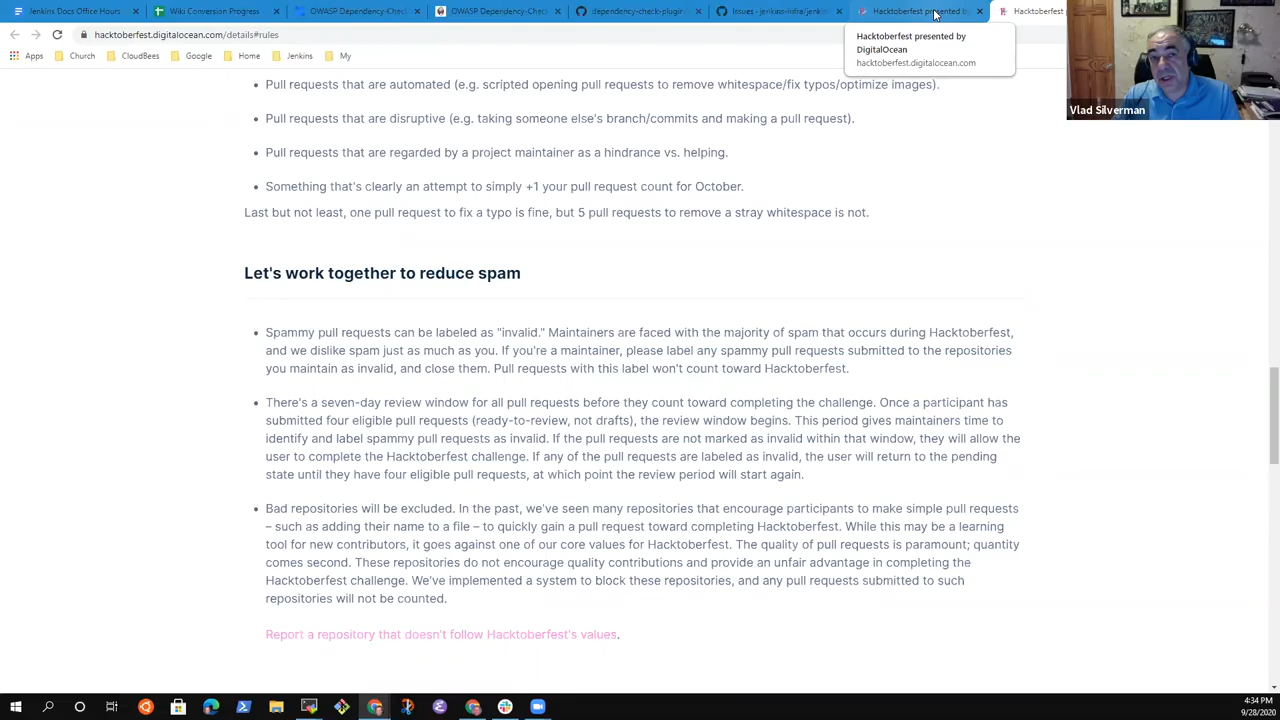 Jenkins Docs Office Hours
Wiki Conversion Progress
OWASP Dependency-Check
OWASP Dependency-Chec
dependency-check-plugin
Issues · jenkins-infra/jenkin
Hacktoberfest presented by
Hacktoberfest p
hacktoberfest.digitalocean.com/details#rules
Apps
Church
CloudBees
Google
Home
Jenkins
My
Hacktoberfest presented by
DigitalOcean
hacktoberfest.digitalocean.com
Vlad Silverman
• Pull requests that are automated (e.g. scripted opening pull requests to remove whitespace/fix typos/optimize images).
• Pull requests that are disruptive (e.g. taking someone else's branch/commits and making a pull request).
• Pull requests that are regarded by a project maintainer as a hindrance vs. helping.
• Something that's clearly an attempt to simply +1 your pull request count for October.
Last but not least, one pull request to fix a typo is fine, but 5 pull requests to remove a stray whitespace is not.
Let's work together to reduce spam
• Spammy pull requests can be labeled as "invalid." Maintainers are faced with the majority of spam that occurs during Hacktoberfest,
and we dislike spam just as much as you. If you're a maintainer, please label any spammy pull requests submitted to the repositories
you maintain as invalid, and close them. Pull requests with this label won't count toward Hacktoberfest.
• There's a seven-day review window for all pull requests before they count toward completing the challenge. Once a participant has
submitted four eligible pull requests (ready-to-review, not drafts), the review window begins. This period gives maintainers time to
identify and label spammy pull requests as invalid. If the pull requests are not marked as invalid within that window, they will allow the
user to complete the Hacktoberfest challenge. If any of the pull requests are labeled as invalid, the user will return to the pending
state until they have four eligible pull requests, at which point the review period will start again.
• Bad repositories will be excluded. In the past, we've seen many repositories that encourage participants to make simple pull requests
– such as adding their name to a file – to quickly gain a pull request toward completing Hacktoberfest. While this may be a learning
tool for new contributors, it goes against one of our core values for Hacktoberfest. The quality of pull requests is paramount; quantity
comes second. These repositories do not encourage quality contributions and provide an unfair advantage in completing the
Hacktoberfest challenge. We've implemented a system to block these repositories, and any pull requests submitted to such
repositories will not be counted.
Report a repository that doesn't follow Hacktoberfest's values.
4:34 PM
9/28/2020